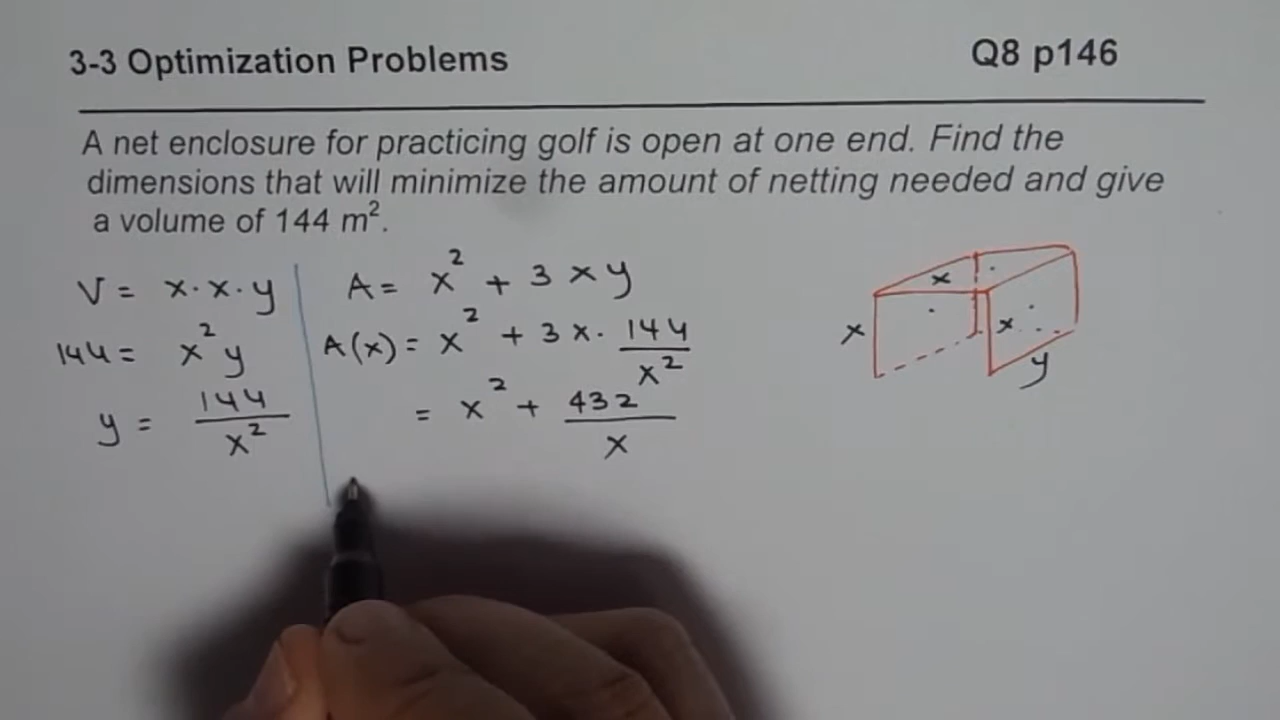 3-3 Optimization Problems
Q8 p146
A net enclosure for practicing golf is open at one end. Find the
dimensions that will minimize the amount of netting needed and give
a volume of 144 m².
V = x·x·y
144 = x²y
y = 144/x²
A = x² + 3xy
A(x) = x² + 3x · 144/x²
= x² + 432/x
x
x
x
y